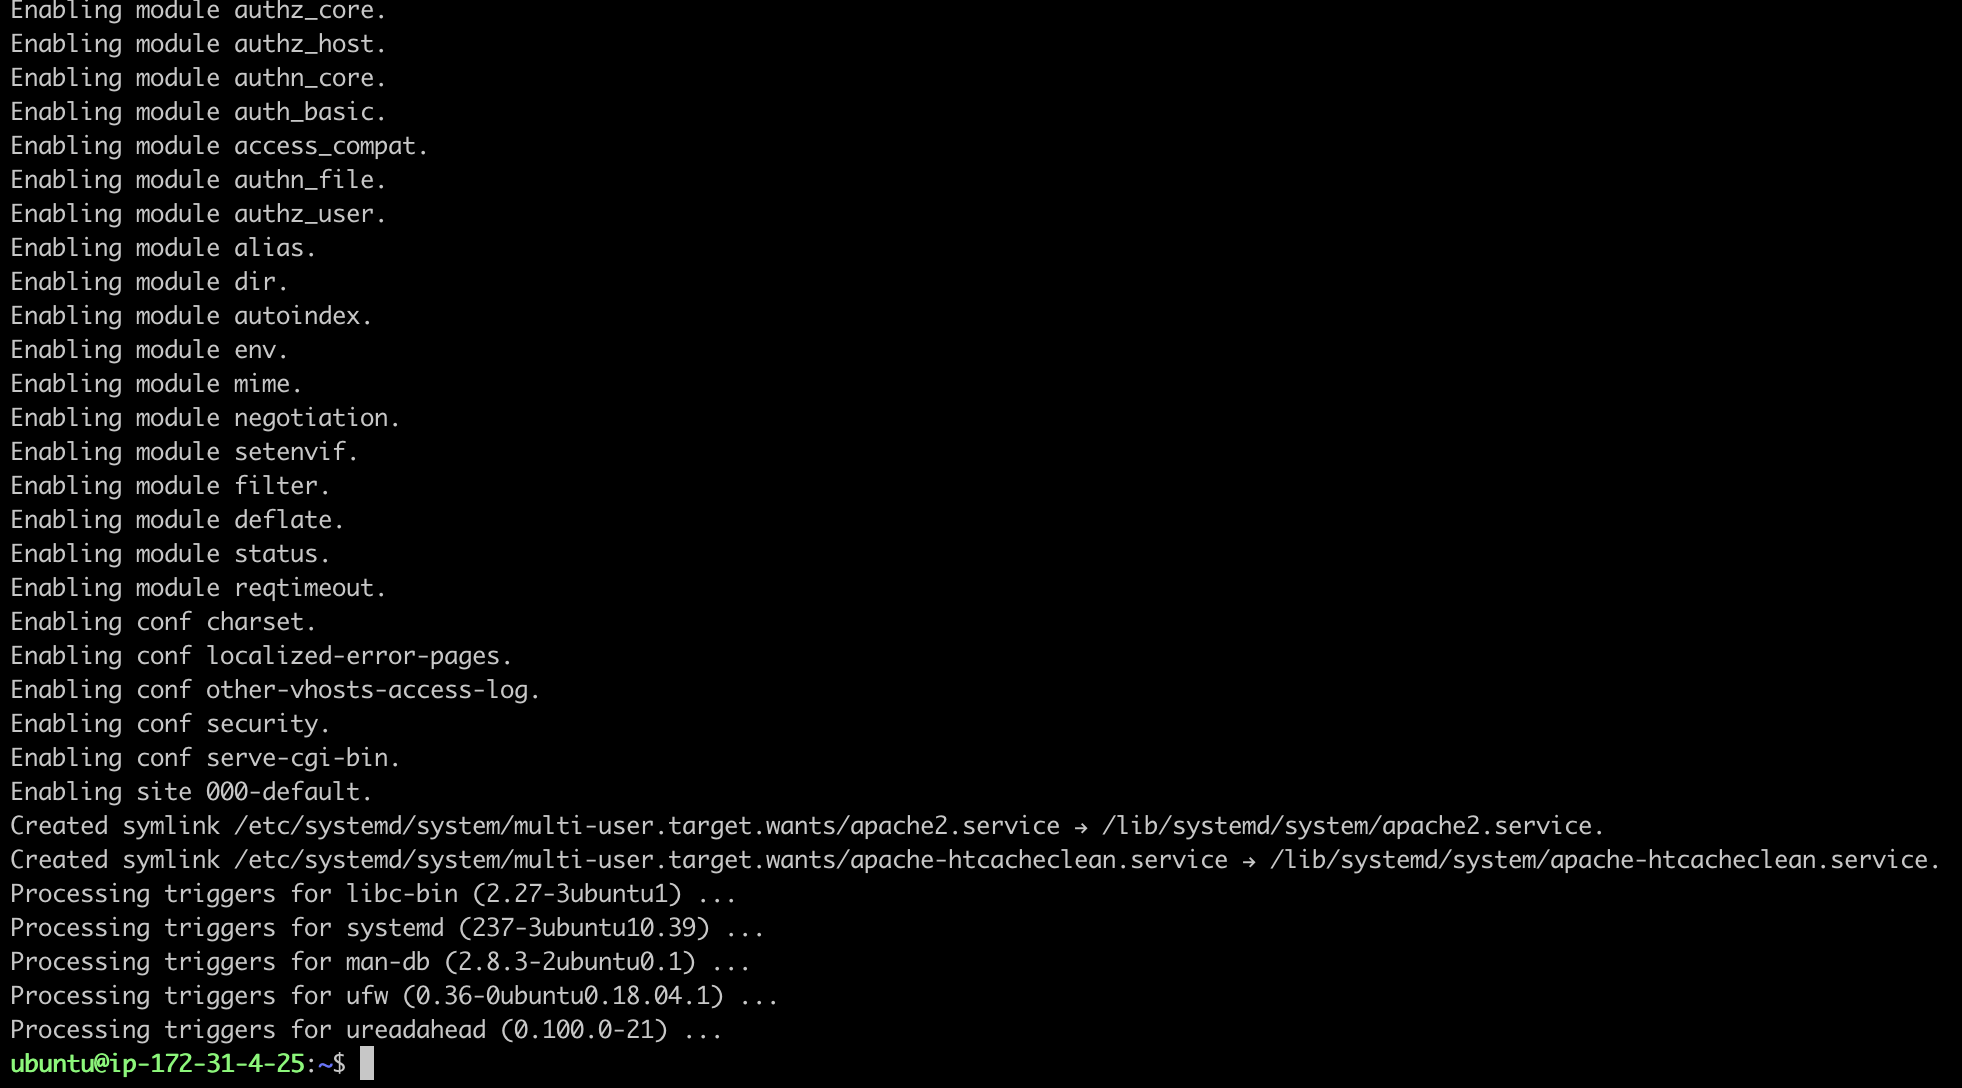 Enabling module authz_core.
Enabling module authz_host.
Enabling module authn_core.
Enabling module auth_basic.
Enabling module access_compat.
Enabling module authn_file.
Enabling module authz_user.
Enabling module alias.
Enabling module dir.
Enabling module autoindex.
Enabling module env.
Enabling module mime.
Enabling module negotiation.
Enabling module setenvif.
Enabling module filter.
Enabling module deflate.
Enabling module status.
Enabling module reqtimeout.
Enabling conf charset.
Enabling conf localized-error-pages.
Enabling conf other-vhosts-access-log.
Enabling conf security.
Enabling conf serve-cgi-bin.
Enabling site 000-default.
Created symlink /etc/systemd/system/multi-user.target.wants/apache2.service → /lib/systemd/system/apache2.service.
Created symlink /etc/systemd/system/multi-user.target.wants/apache-htcacheclean.service → /lib/systemd/system/apache-htcacheclean.service.
Processing triggers for libc-bin (2.27-3ubuntu1) ...
Processing triggers for systemd (237-3ubuntu10.39) ...
Processing triggers for man-db (2.8.3-2ubuntu0.1) ...
Processing triggers for ufw (0.36-0ubuntu0.18.04.1) ...
Processing triggers for ureadahead (0.100.0-21) ...
ubuntu@ip-172-31-4-25:~$